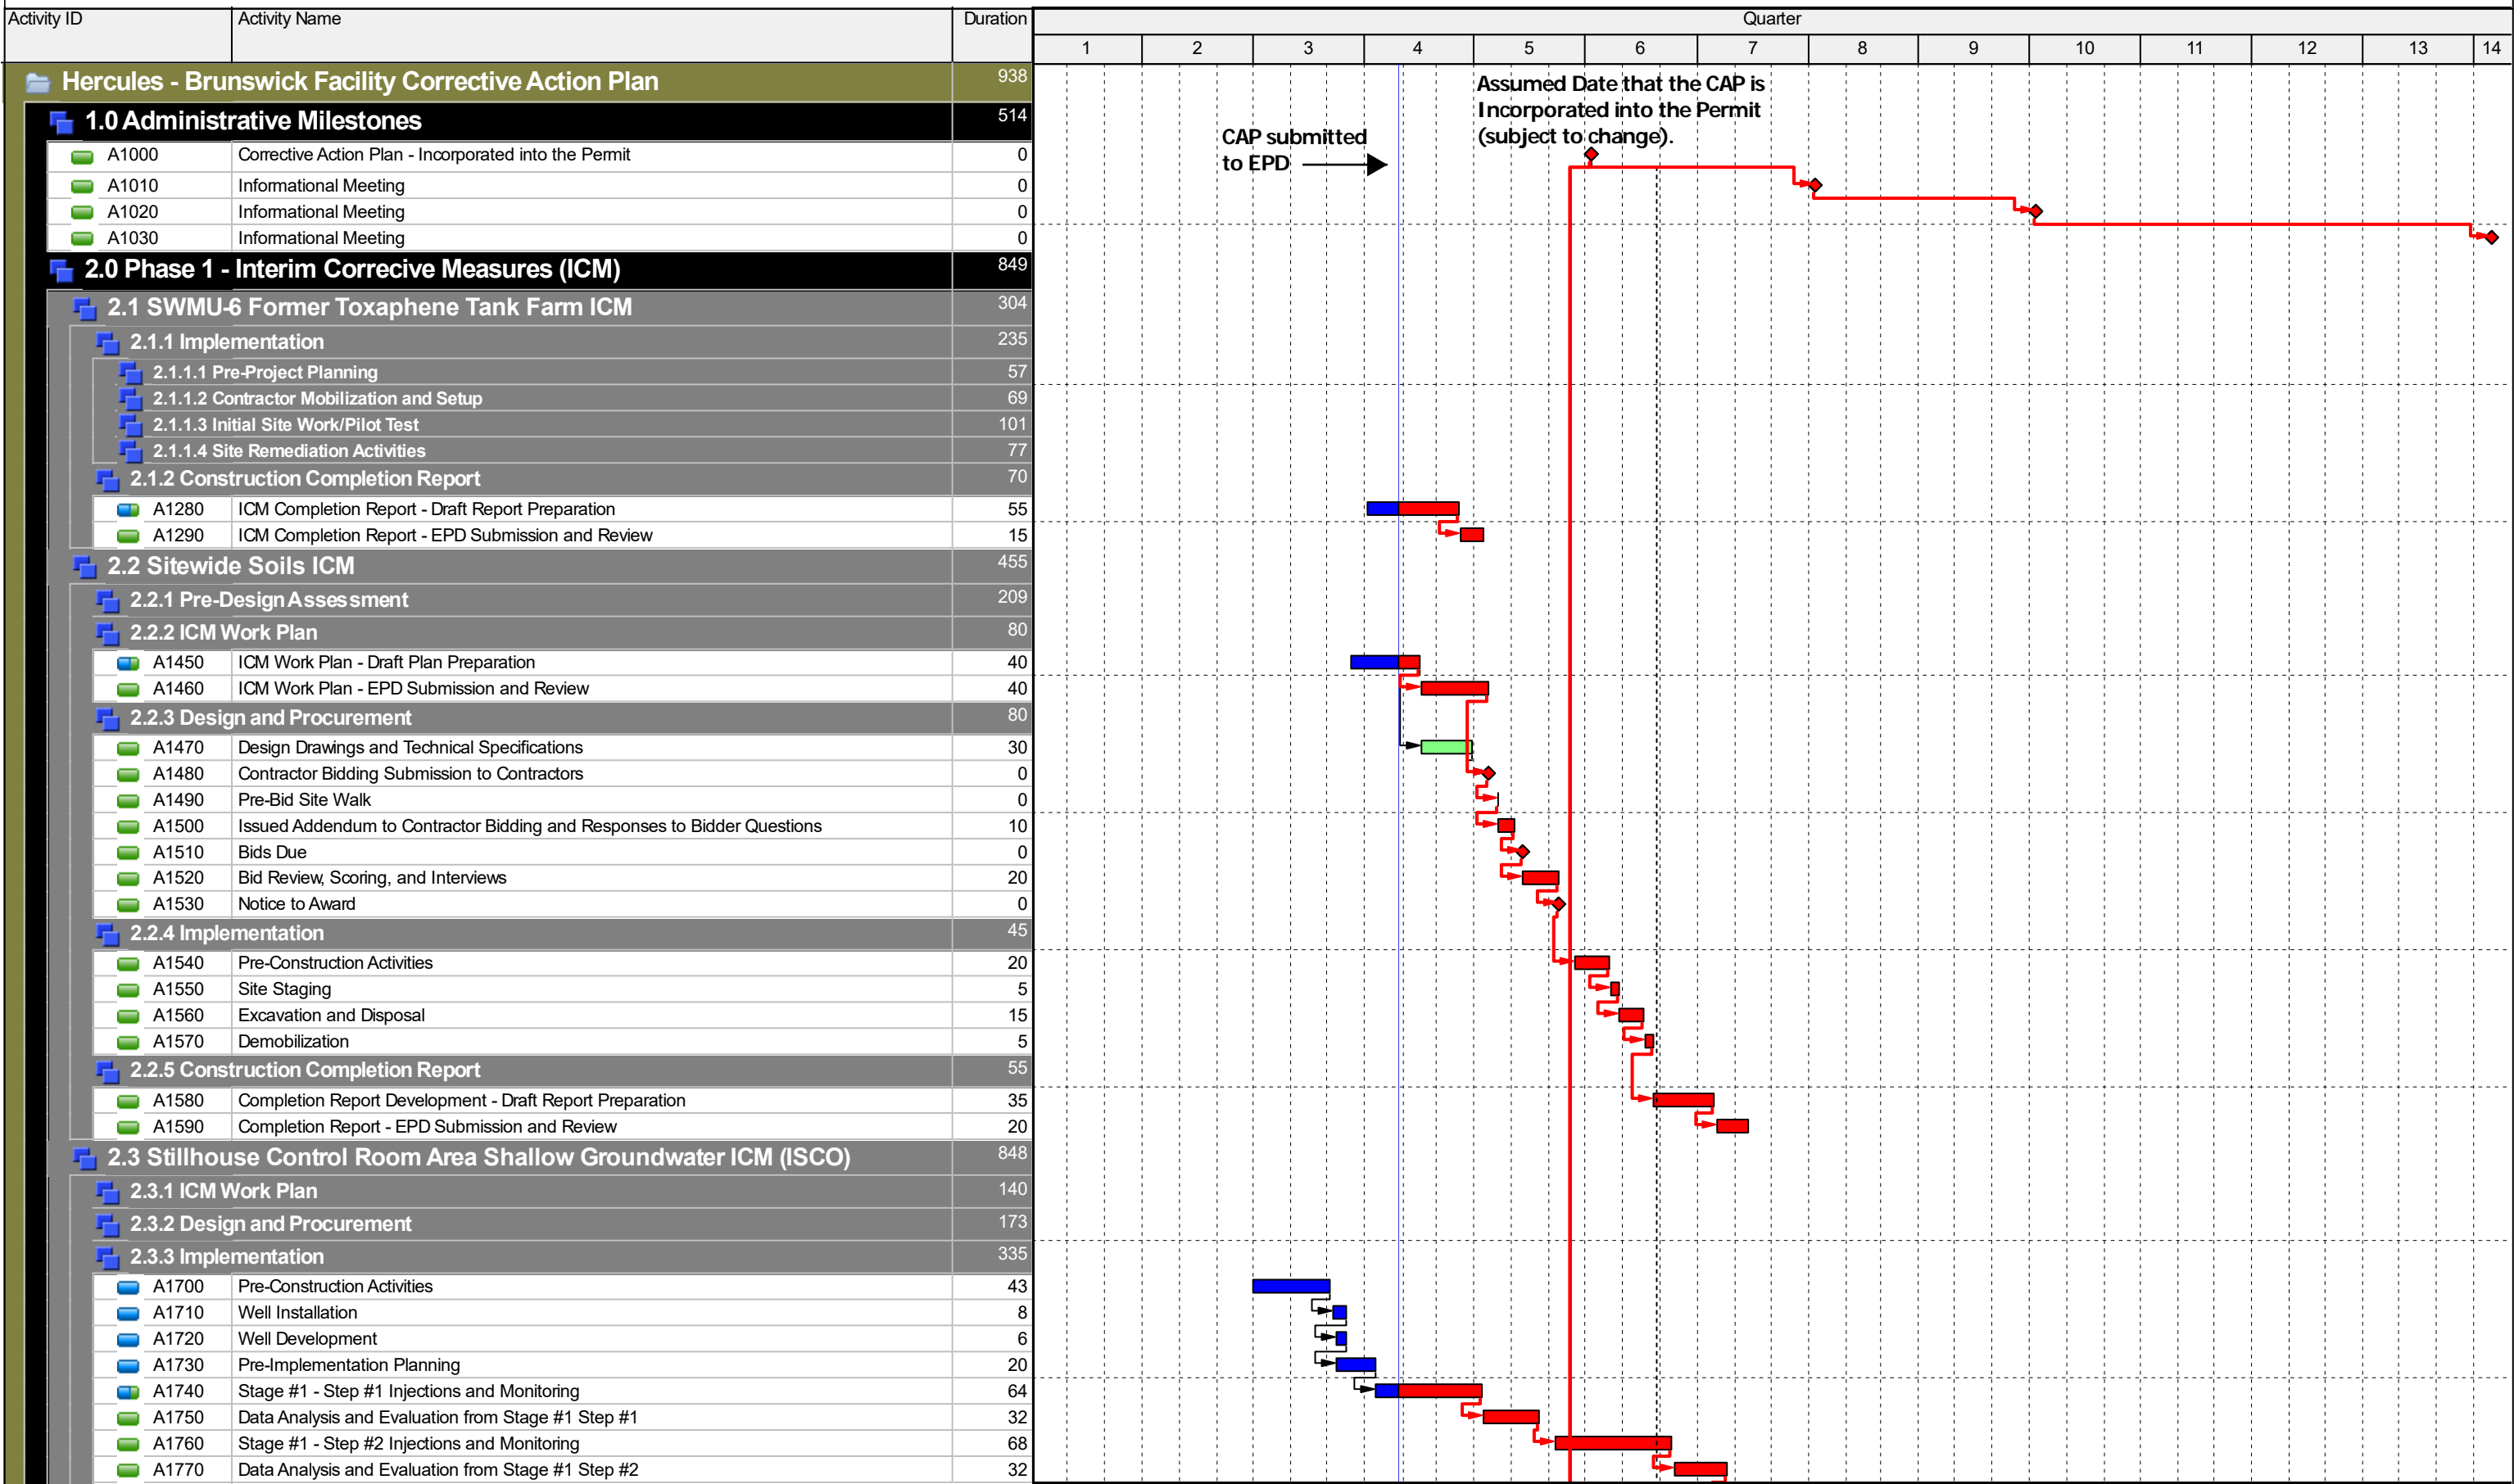 Activity ID Activity Name Duration Quarter
1 2 3 4 5 6 7 8 9 10 11 12 13 14
Hercules - Brunswick Facility Corrective Action Plan 938
1.0 Administrative Milestones 514
Assumed Date that the CAP is
Incorporated into the Permit
(subject to change).
CAP submitted
to EPD
A1000 Corrective Action Plan - Incorporated into the Permit 0
A1010 Informational Meeting 0
A1020 Informational Meeting 0
A1030 Informational Meeting 0
2.0 Phase 1 - Interim Correcive Measures (ICM) 849
2.1 SWMU-6 Former Toxaphene Tank Farm ICM 304
2.1.1 Implementation 235
2.1.1.1 Pre-Project Planning 57
2.1.1.2 Contractor Mobilization and Setup 69
2.1.1.3 Initial Site Work/Pilot Test 101
2.1.1.4 Site Remediation Activities 77
2.1.2 Construction Completion Report 70
A1280 ICM Completion Report - Draft Report Preparation 55
A1290 ICM Completion Report - EPD Submission and Review 15
2.2 Sitewide Soils ICM 455
2.2.1 Pre-Design Assessment 209
2.2.2 ICM Work Plan 80
A1450 ICM Work Plan - Draft Plan Preparation 40
A1460 ICM Work Plan - EPD Submission and Review 40
2.2.3 Design and Procurement 80
A1470 Design Drawings and Technical Specifications 30
A1480 Contractor Bidding Submission to Contractors 0
A1490 Pre-Bid Site Walk 0
A1500 Issued Addendum to Contractor Bidding and Responses to Bidder Questions 10
A1510 Bids Due 0
A1520 Bid Review, Scoring, and Interviews 20
A1530 Notice to Award 0
2.2.4 Implementation 45
A1540 Pre-Construction Activities 20
A1550 Site Staging 5
A1560 Excavation and Disposal 15
A1570 Demobilization 5
2.2.5 Construction Completion Report 55
A1580 Completion Report Development - Draft Report Preparation 35
A1590 Completion Report - EPD Submission and Review 20
2.3 Stillhouse Control Room Area Shallow Groundwater ICM (ISCO) 848
2.3.1 ICM Work Plan 140
2.3.2 Design and Procurement 173
2.3.3 Implementation 335
A1700 Pre-Construction Activities 43
A1710 Well Installation 8
A1720 Well Development 6
A1730 Pre-Implementation Planning 20
A1740 Stage #1 - Step #1 Injections and Monitoring 64
A1750 Data Analysis and Evaluation from Stage #1 Step #1 32
A1760 Stage #1 - Step #2 Injections and Monitoring 68
A1770 Data Analysis and Evaluation from Stage #1 Step #2 32